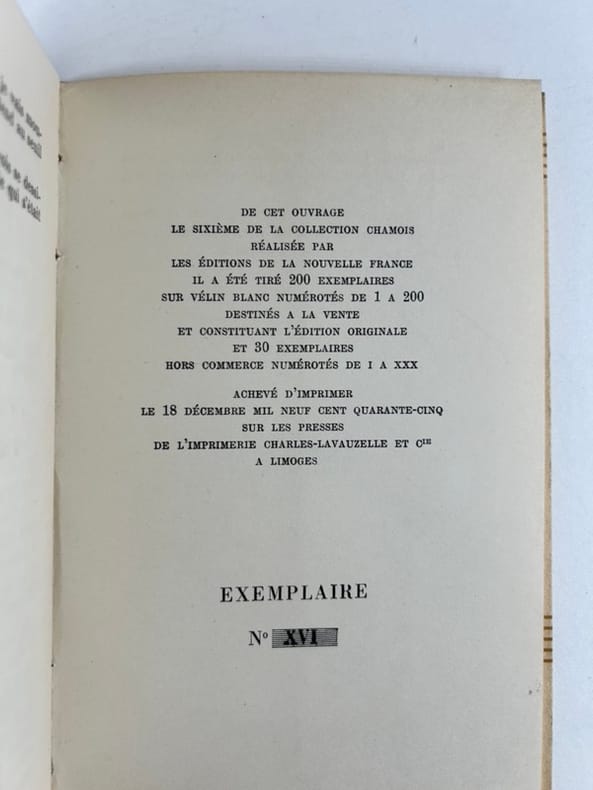 qui s'était
DE CET OUVRAGE
LE SIXIÈME DE LA COLLECTION CHAMOIS
RÉALISÉE PAR
LES ÉDITIONS DE LA NOUVELLE FRANCE
IL A ÉTÉ TIRÉ 200 EXEMPLAIRES
SUR VÉLIN BLANC NUMÉROTÉS DE 1 A 200
DESTINÉS A LA VENTE
ET CONSTITUANT L'ÉDITION ORIGINALE
ET 30 EXEMPLAIRES
HORS COMMERCE NUMÉROTÉS DE I A XXX
ACHEVÉ D'IMPRIMER
LE 18 DÉCEMBRE MIL NEUF CENT QUARANTE-CINQ
SUR LES PRESSES
DE L'IMPRIMERIE CHARLES-LAVAUZELLE ET CIE
A LIMOGES
EXEMPLAIRE
No XVI